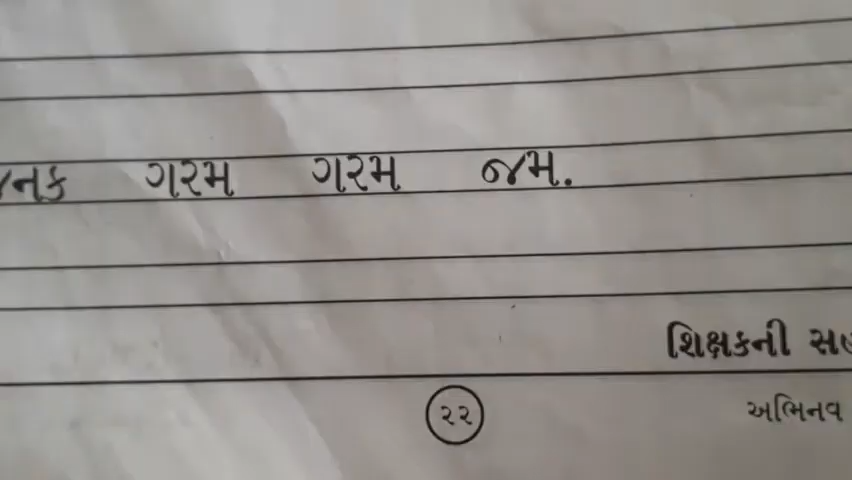 ગરમ ગરમ જમ.
શિક્ષકની
૨૨
અભિનવ